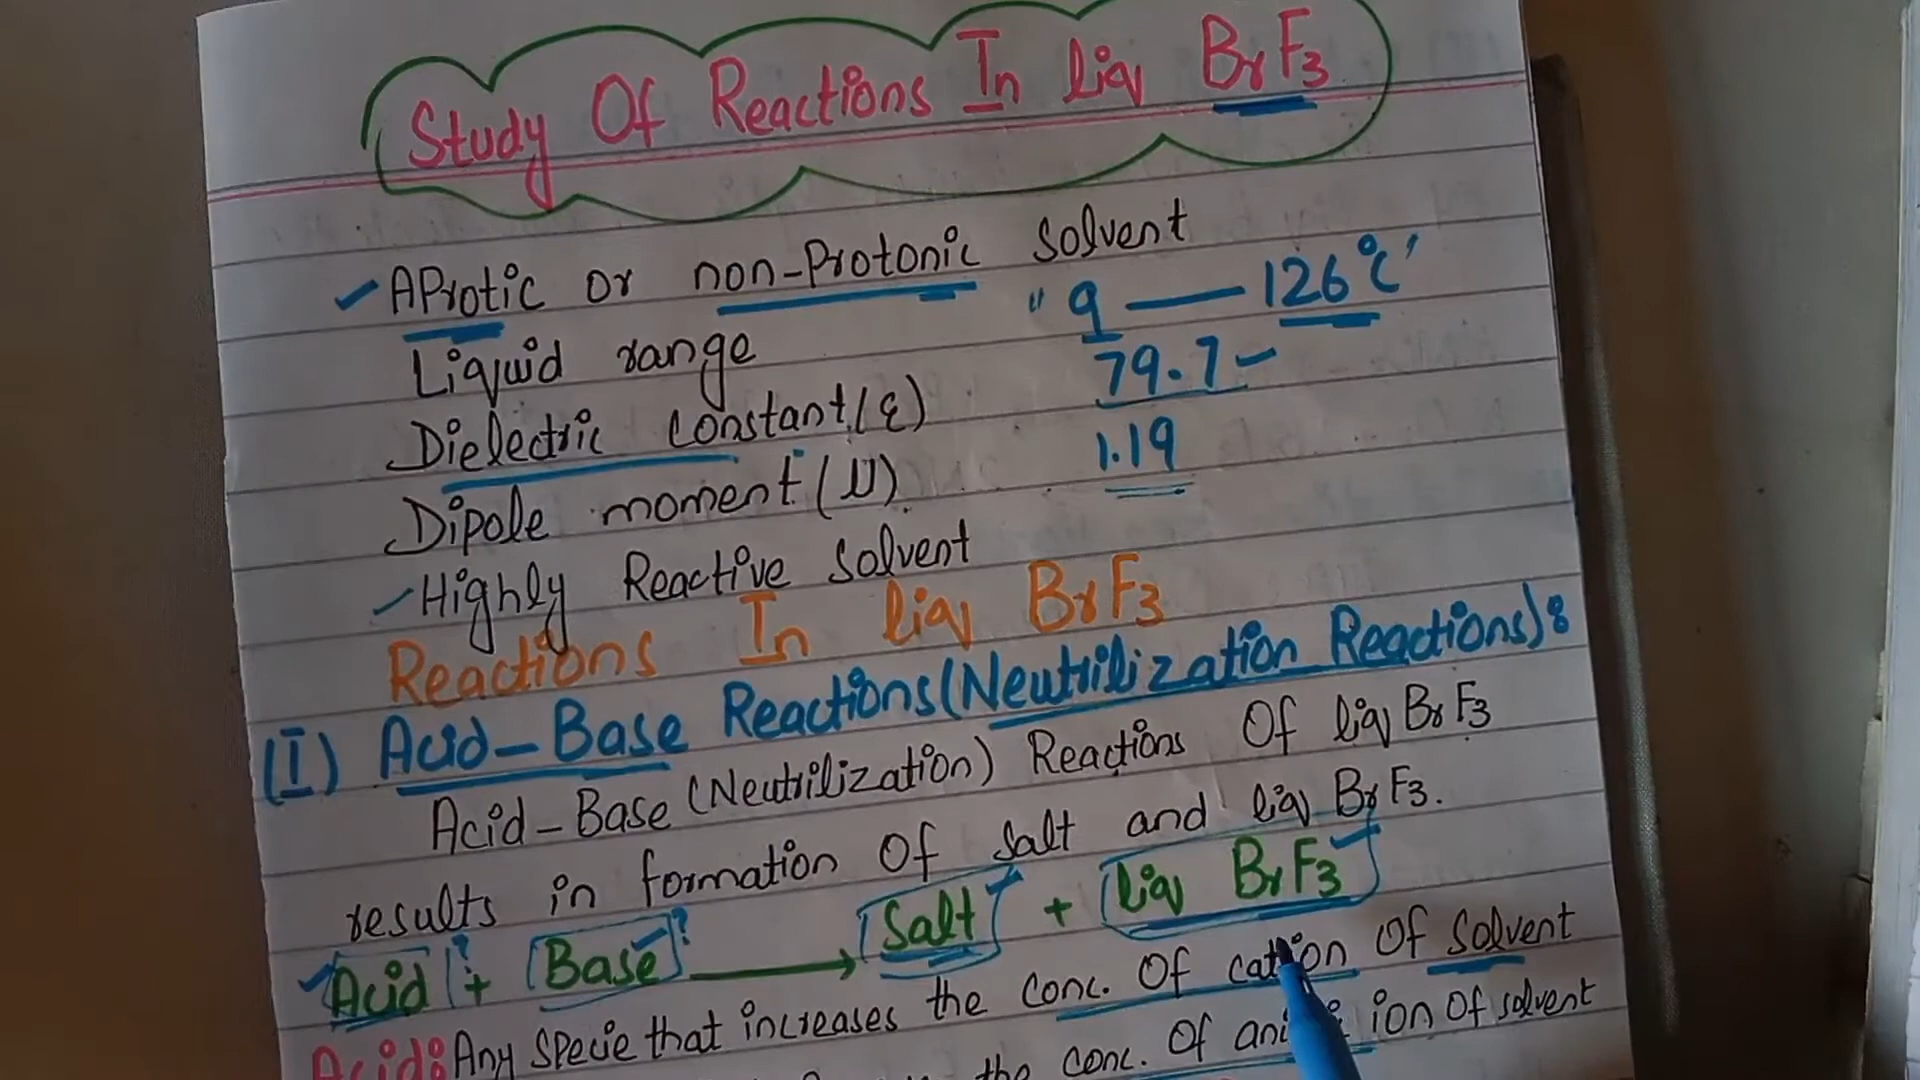 Study Of Reactions In liq BrF3
AProtic or non-Protonic Solvent
Liquid range " 9 — 126°C "
Dielectric Constant (ε) 79.7
Dipole moment (μ) 1.19
Highly Reactive Solvent
Reactions In liq BrF3
(I) Acid-Base Reactions (Neutrilization Reactions):
Acid-Base (Neutrilization) Reactions Of liq BrF3
results in formation Of Salt and liq BrF3.
Acid ? + Base ? → Salt + liq BrF3
Acid: Any Specie that increases the Conc. Of cation Of Solvent
the Conc. Of ion Of Solvent